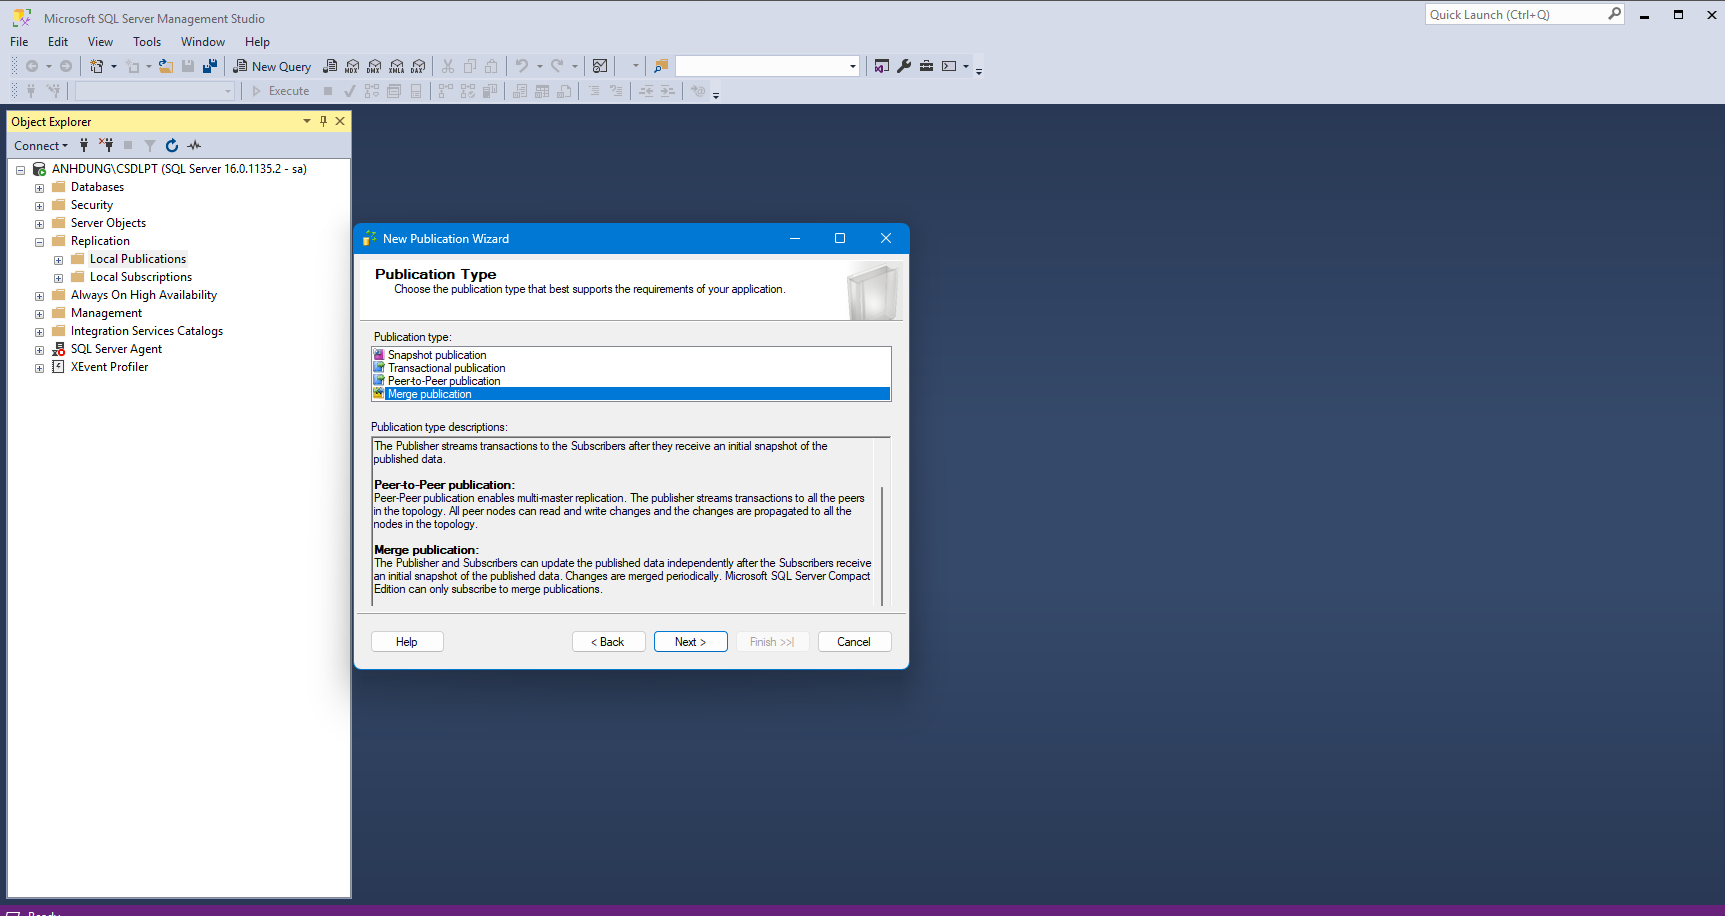 Microsoft SQL Server Management Studio
Quick Launch (Ctrl+Q)
File Edit View Tools Window Help
New Query MDX DMX XMLA DAX
Execute
Object Explorer
Connect
ANHDUNG\CSDLPT (SQL Server 16.0.1135.2 - sa)
Databases
Security
Server Objects
Replication
Local Publications
Local Subscriptions
Always On High Availability
Management
Integration Services Catalogs
SQL Server Agent
XEvent Profiler
New Publication Wizard
Publication Type
Choose the publication type that best supports the requirements of your application.
Publication type:
Snapshot publication
Transactional publication
Peer-to-Peer publication
Merge publication
Publication type descriptions:
The Publisher streams transactions to the Subscribers after they receive an initial snapshot of the
published data.
Peer-to-Peer publication:
Peer-Peer publication enables multi-master replication. The publisher streams transactions to all the peers
in the topology. All peer nodes can read and write changes and the changes are propagated to all the
nodes in the topology.
Merge publication:
The Publisher and Subscribers can update the published data independently after the Subscribers receive
an initial snapshot of the published data. Changes are merged periodically. Microsoft SQL Server Compact
Edition can only subscribe to merge publications.
Help < Back Next > Finish >>| Cancel
Ready